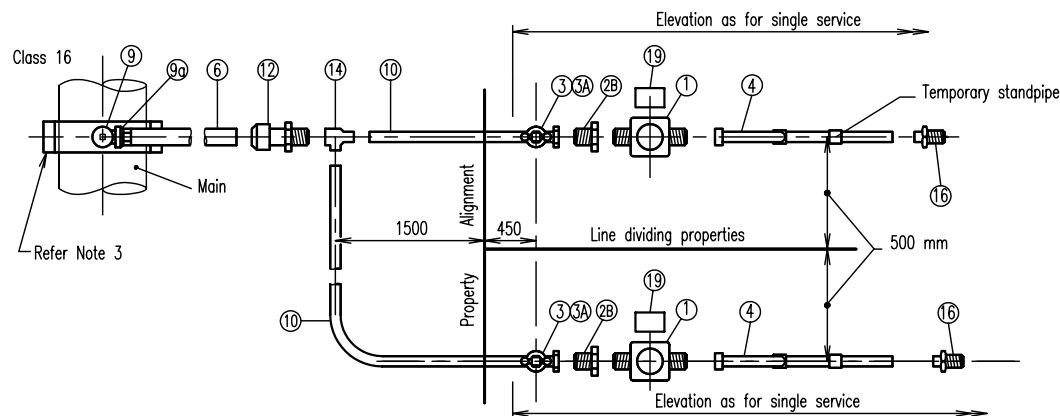 Elevation as for single service
Class 16
9
9a
6
12
14
10
3
3A
2B
19
1
4
Temporary standpipe
16
Main
Refer Note 3
Alignment
Property
1500
450
Line dividing properties
500 mm
10
3
3A
2B
19
1
4
16
Elevation as for single service